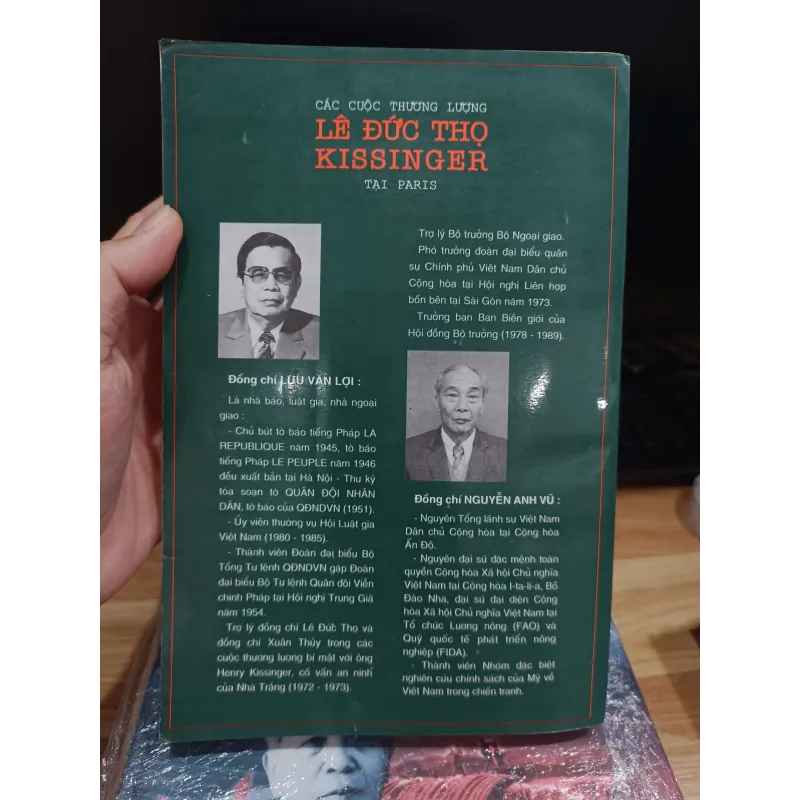 CÁC CUỘC THƯƠNG LƯỢNG
LÊ ĐỨC THỌ
KISSINGER
TẠI PARIS
Đồng chí LƯU VĂN LỢI :
Là nhà báo, luật gia, nhà ngoại
giao :
- Chủ bút tờ báo tiếng Pháp LA
REPUBLIQUE năm 1945, tờ báo
tiếng Pháp LE PEUPLE năm 1946
đều xuất bản tại Hà Nội - Thư ký
tòa soạn tờ QUÂN ĐỘI NHÂN
DÂN, tờ báo của QĐNDVN (1951).
- Ủy viên thường vụ Hội Luật gia
Việt Nam (1980 - 1985).
- Thành viên Đoàn đại biểu Bộ
Tổng Tư lệnh QĐNDVN gặp Đoàn
đại biểu Bộ Tư lệnh Quân đội Viễn
chinh Pháp tại Hội nghị Trung Giã
năm 1954.
Trợ lý đồng chí Lê Đức Thọ và
đồng chí Xuân Thủy trong các
cuộc thương lượng bí mật với ông
Henry Kissinger, cố vấn an ninh
của Nhà Trắng (1972 - 1973).
Trợ lý Bộ trưởng Bộ Ngoại giao.
Phó trưởng đoàn đại biểu quân
sự Chính phủ Việt Nam Dân chủ
Cộng hòa tại Hội nghị Liên hợp
bốn bên tại Sài Gòn năm 1973.
Trưởng ban Ban Biên giới của
Hội đồng Bộ trưởng (1978 - 1989).
Đồng chí NGUYỄN ANH VŨ :
- Nguyên Tổng lãnh sự Việt Nam
Dân chủ Cộng hòa tại Cộng hòa
Ấn Độ.
- Nguyên đại sứ đặc mệnh toàn
quyền Cộng hòa Xã hội Chủ nghĩa
Việt Nam tại Cộng hòa I-ta-li-a, Bồ
Đào Nha, đại sứ đại diện Cộng
hòa Xã hội Chủ nghĩa Việt Nam tại
Tổ chức Lương nông (FAO) và
Quỹ quốc tế phát triển nông
nghiệp (FIDA).
- Thành viên Nhóm đặc biệt
nghiên cứu chính sách của Mỹ về
Việt Nam trong chiến tranh.